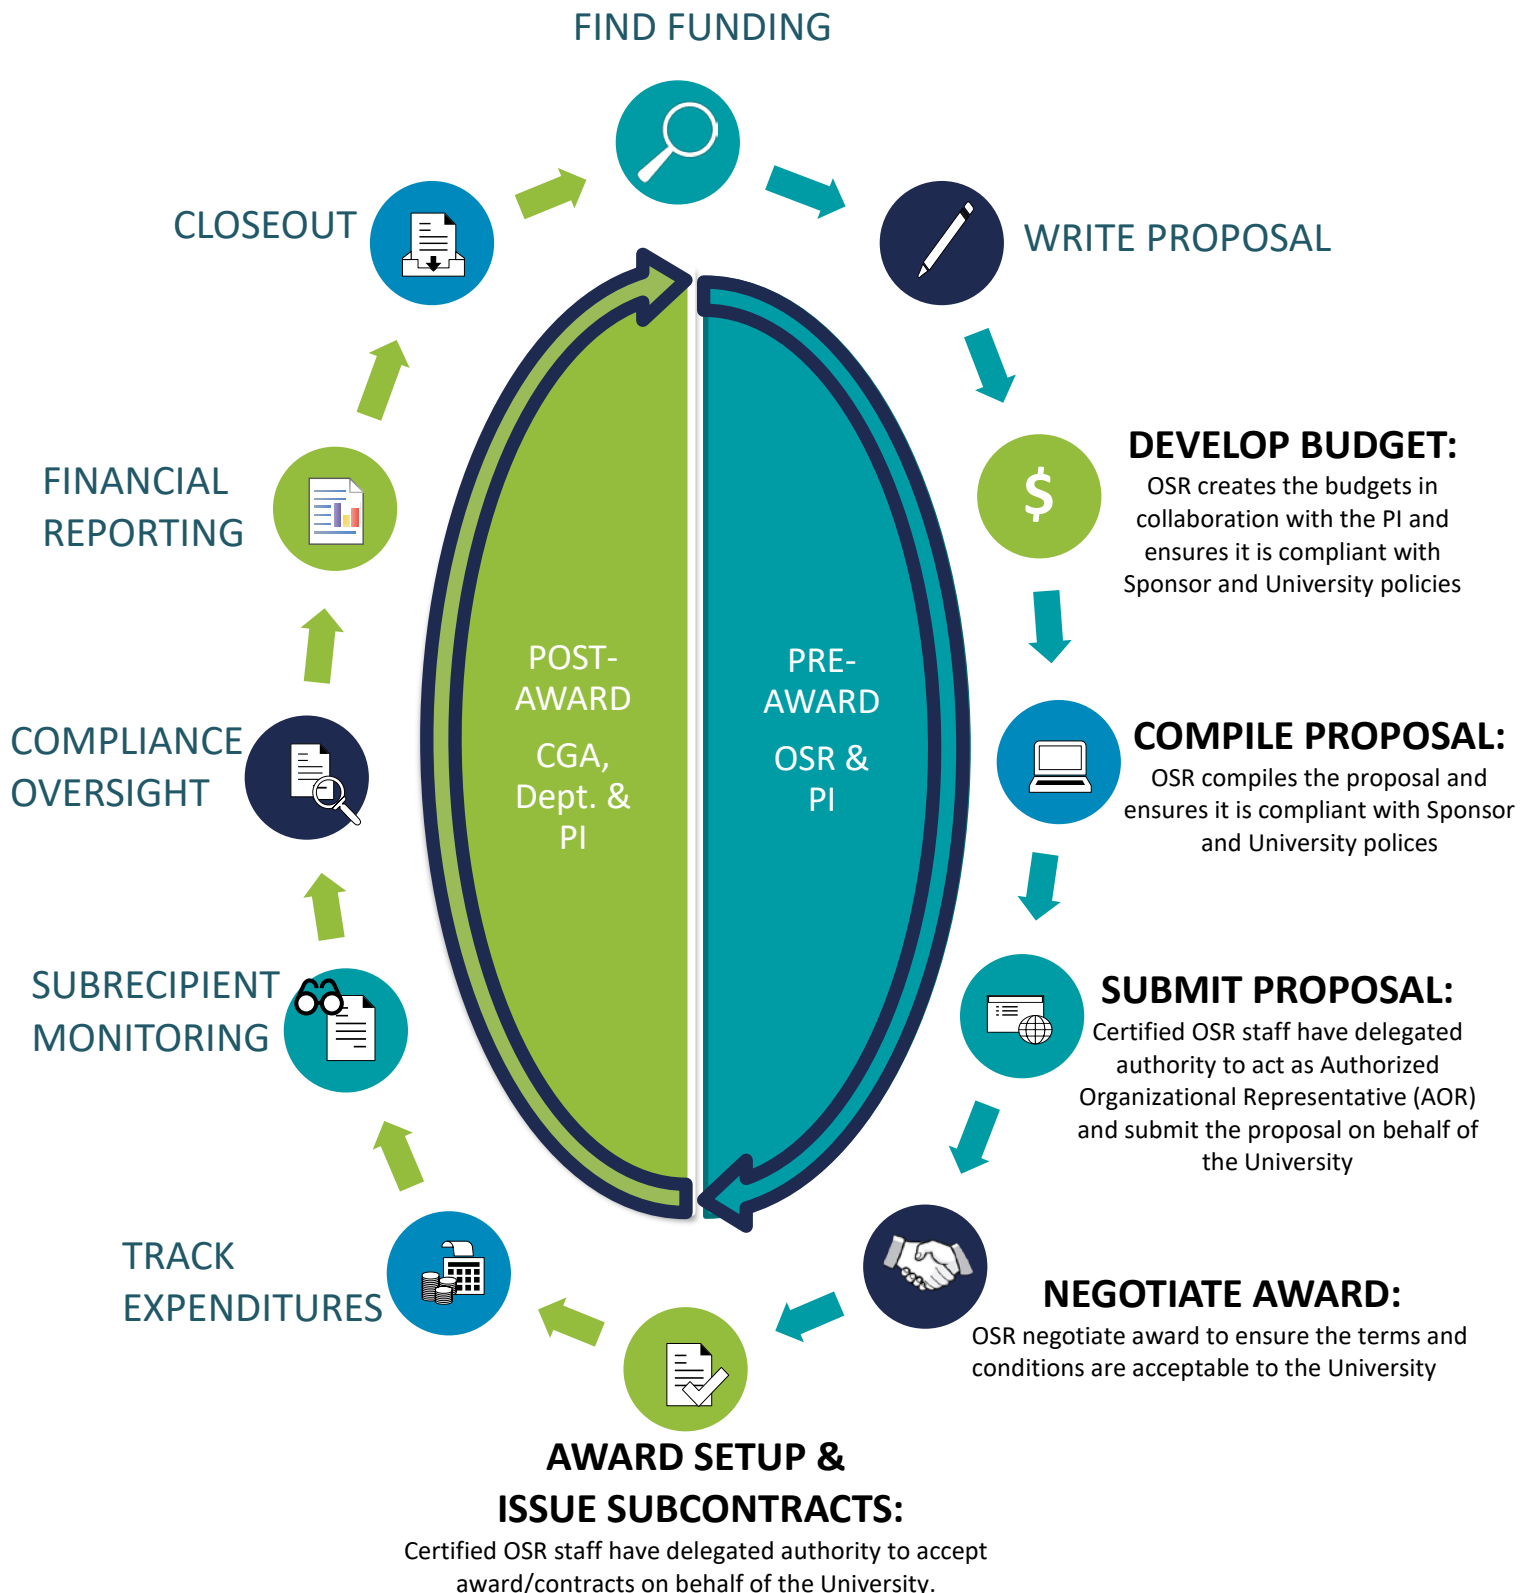 FIND FUNDING
WRITE PROPOSAL
DEVELOP BUDGET:
OSR creates the budgets in
collaboration with the PI and
ensures it is compliant with
Sponsor and University policies
COMPILE PROPOSAL:
OSR compiles the proposal and
ensures it is compliant with Sponsor
and University polices
SUBMIT PROPOSAL:
Certified OSR staff have delegated
authority to act as Authorized
Organizational Representative (AOR)
and submit the proposal on behalf of
the University
NEGOTIATE AWARD:
OSR negotiate award to ensure the terms and
conditions are acceptable to the University
AWARD SETUP &
ISSUE SUBCONTRACTS:
Certified OSR staff have delegated authority to accept
award/contracts on behalf of the University.
TRACK
EXPENDITURES
SUBRECIPIENT
MONITORING
COMPLIANCE
OVERSIGHT
FINANCIAL
REPORTING
CLOSEOUT
POST-
AWARD
CGA,
Dept. &
PI
PRE-
AWARD
OSR &
PI
$